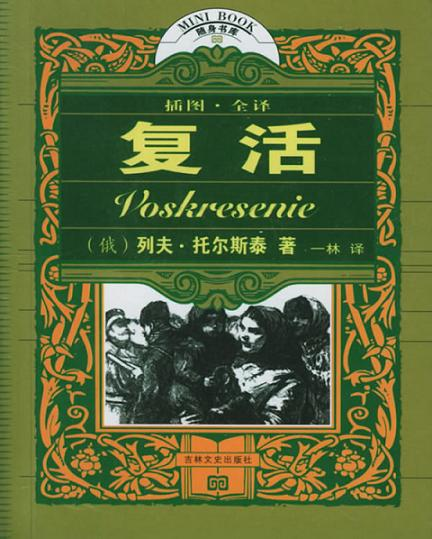 MINI BOOK
随身书库
插图·全译
复活
Voskresenie
(俄)列夫·托尔斯泰 著 一林 译
吉林文史出版社